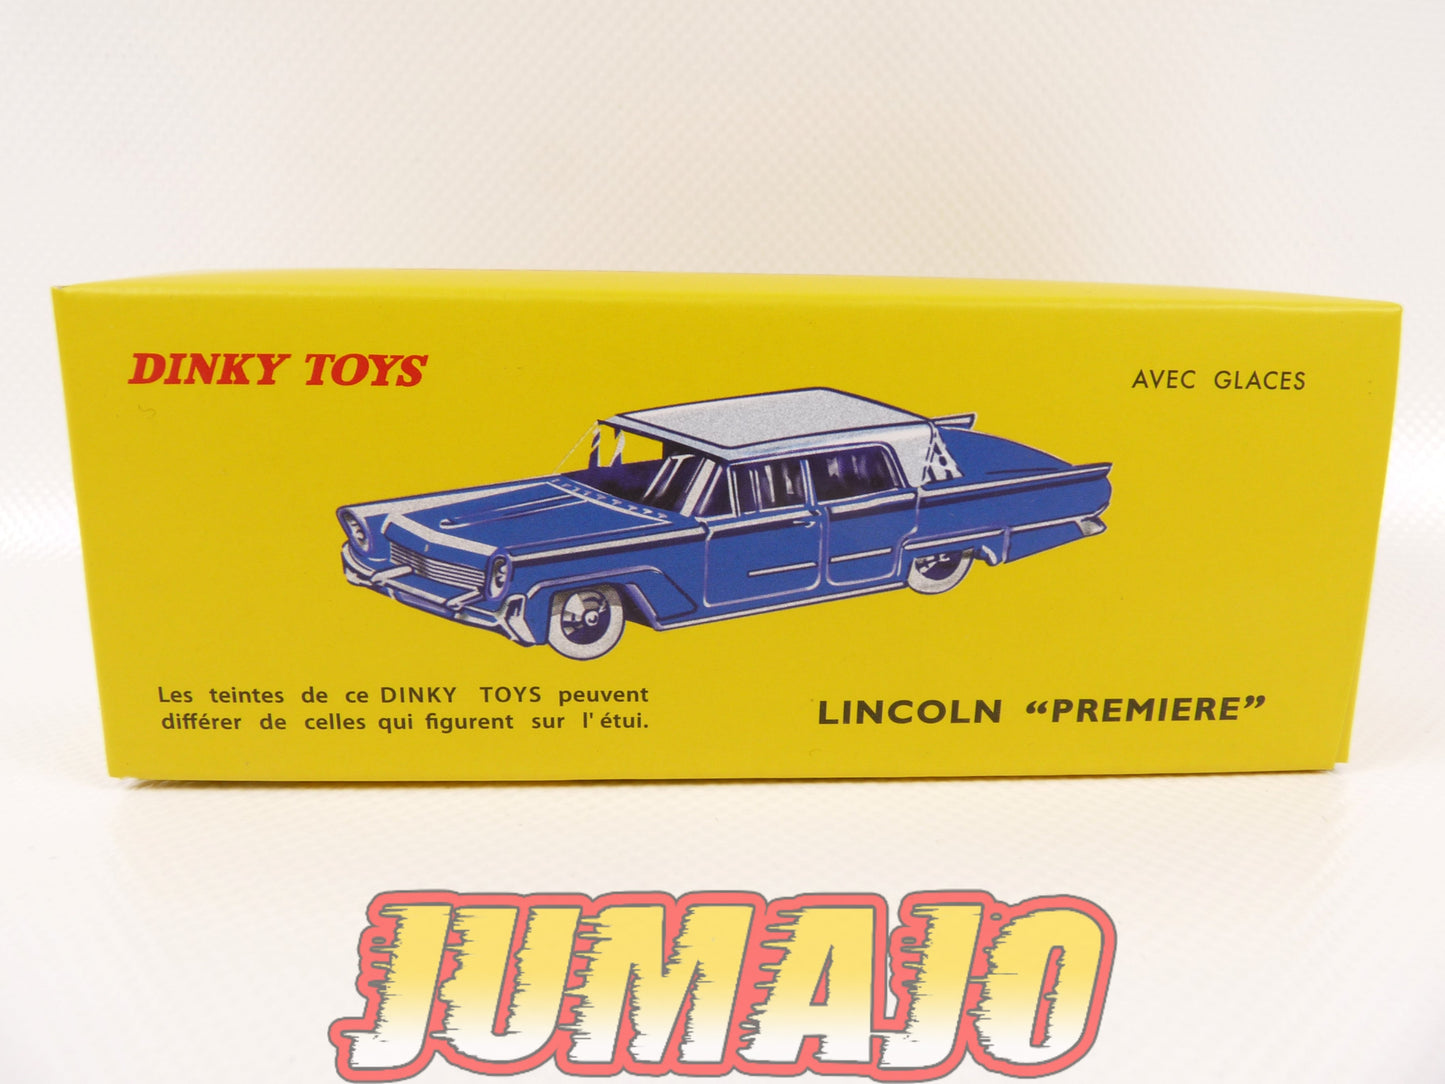 DINKY TOYS
AVEC GLACES
Les teintes de ce DINKY TOYS peuvent
différer de celles qui figurent sur l'étui.
LINCOLN “PREMIERE”
JUMAJO